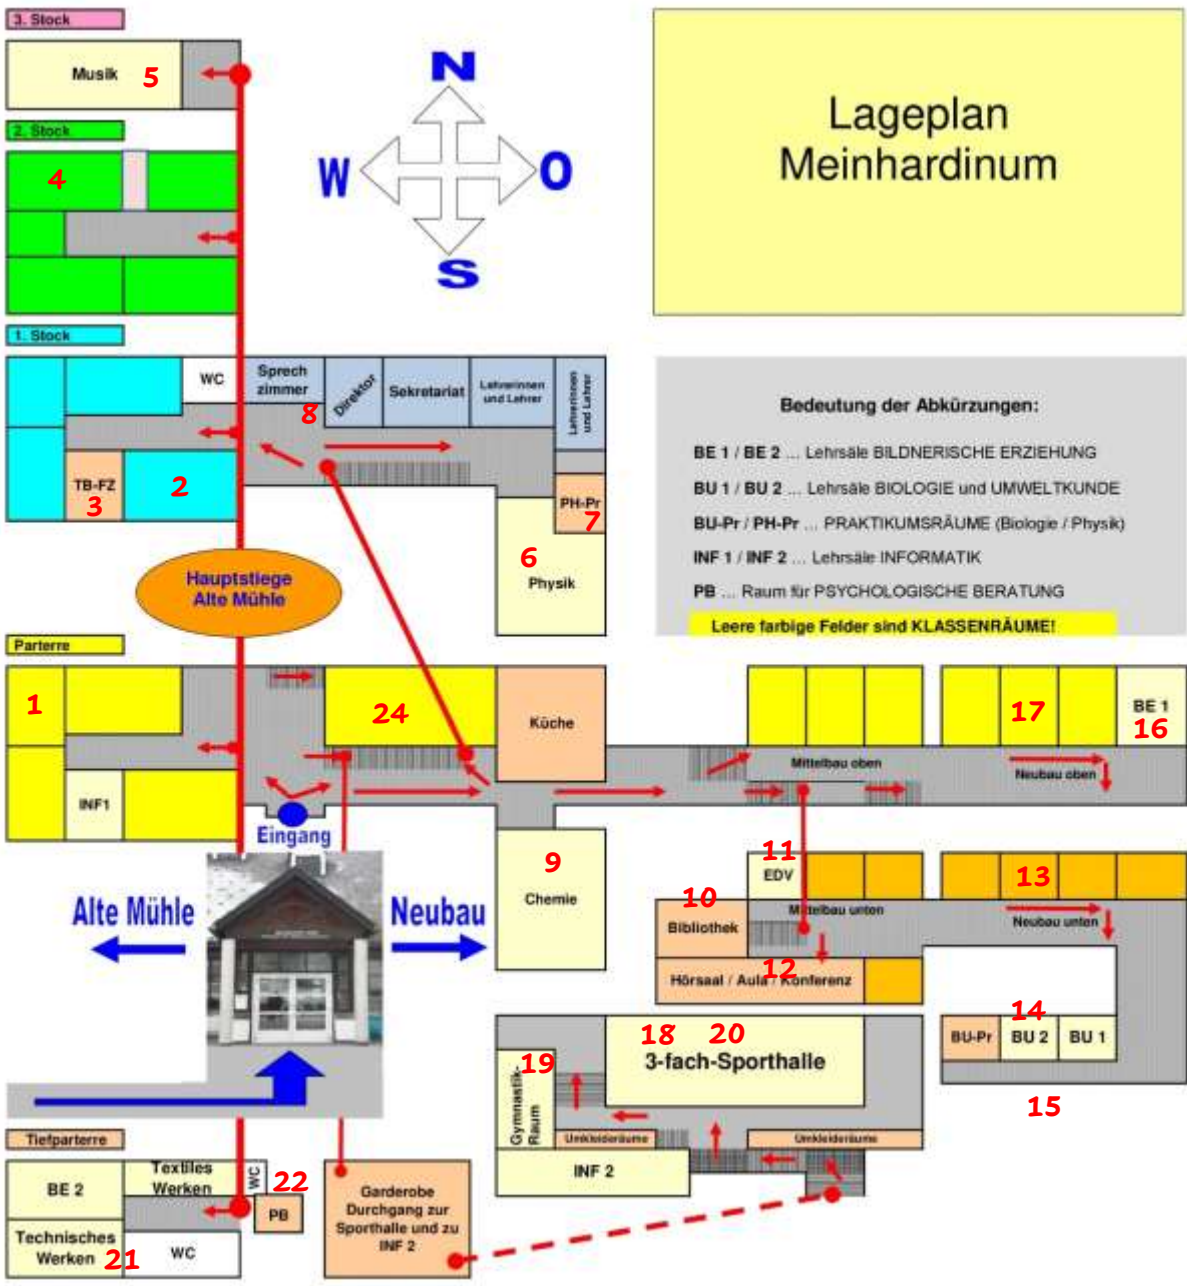 3. Stock
Musik
5
2. Stock
4
N
W
O
S
Lageplan
Meinhardinum
1. Stock
WC
Sprech
zimmer
8
Direktor
Sekretariat
Lehrerinnen
und Lehrer
Lehrerinnen
und Lehrer
TB-FZ
3
2
PH-Pr
7
6
Physik
Bedeutung der Abkürzungen:
BE 1 / BE 2 ... Lehrsäle BILDNERISCHE ERZIEHUNG
BU 1 / BU 2 ... Lehrsäle BIOLOGIE und UMWELTKUNDE
BU-Pr / PH-Pr ... PRAKTIKUMSRÄUME (Biologie / Physik)
INF 1 / INF 2 ... Lehrsäle INFORMATIK
PB ... Raum für PSYCHOLOGISCHE BERATUNG
Leere farbige Felder sind KLASSENRÄUME!
Hauptstiege
Alte Mühle
Parterre
1
24
Küche
17
BE 1
16
Mittelbau oben
Neubau oben
INF1
Eingang
9
Chemie
11
EDV
13
10
Bibliothek
Mittelbau unten
Neubau unten
12
Hörsaal / Aula / Konferenz
Alte Mühle
Neubau
14
BU-Pr
BU 2
BU 1
15
18
20
3-fach-Sporthalle
19
Gymnastik-
Raum
Umkleideräume
Umkleideräume
INF 2
Tiefparterre
BE 2
Textiles
Werken
WC
22
PB
Technisches
Werken
21
WC
Garderobe
Durchgang zur
Sporthalle und zu
INF 2